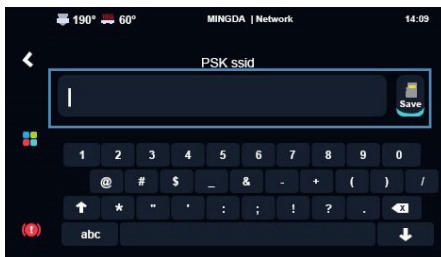 190° 60° MINGDA | Network 14:09
PSK ssid
Save
1 2 3 4 5 6 7 8 9 0
@ # $ _ & - + ( ) /
* " ' : ; ! ? .
abc